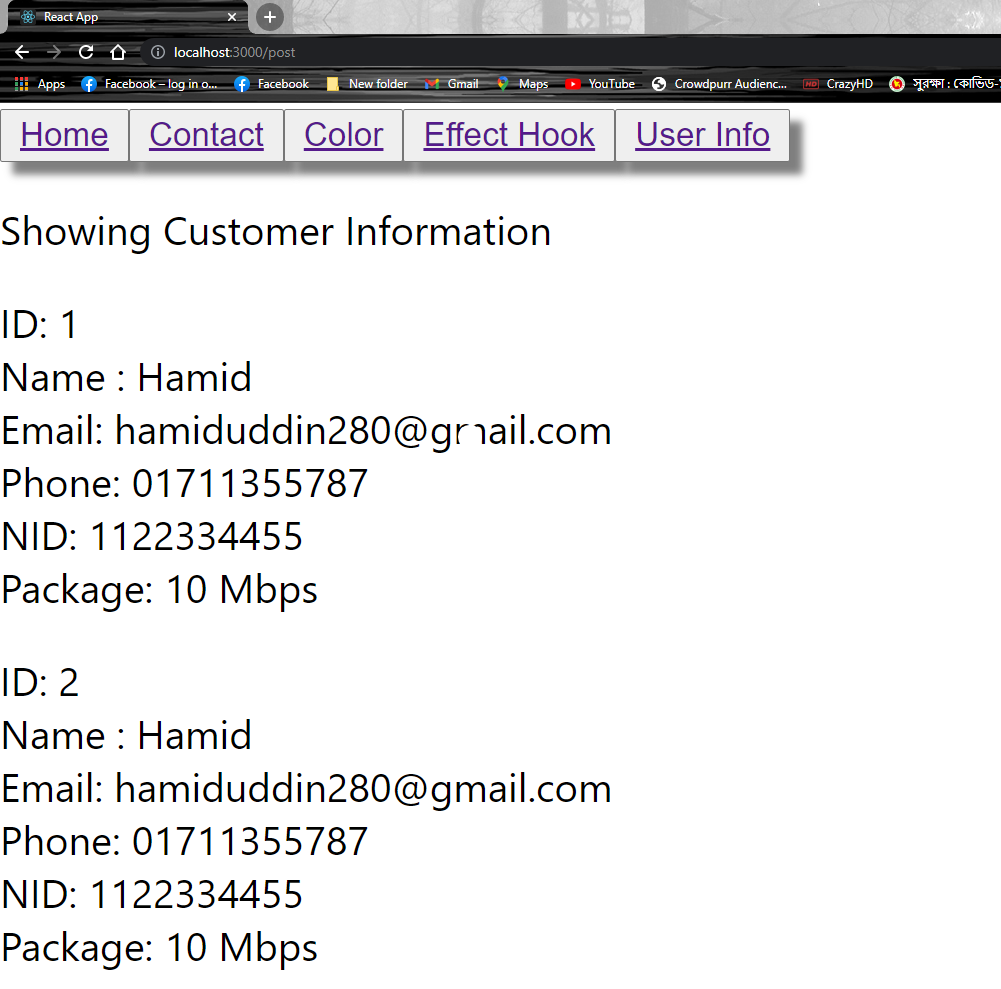 React App
localhost:3000/post
Apps Facebook – log in o... Facebook New folder Gmail Maps YouTube Crowdpurr Audienc... HD CrazyHD সুরক্ষা : কোভিড-
Home Contact Color Effect Hook User Info
Showing Customer Information
ID: 1
Name : Hamid
Email: hamiduddin280@gmail.com
Phone: 01711355787
NID: 1122334455
Package: 10 Mbps
ID: 2
Name : Hamid
Email: hamiduddin280@gmail.com
Phone: 01711355787
NID: 1122334455
Package: 10 Mbps